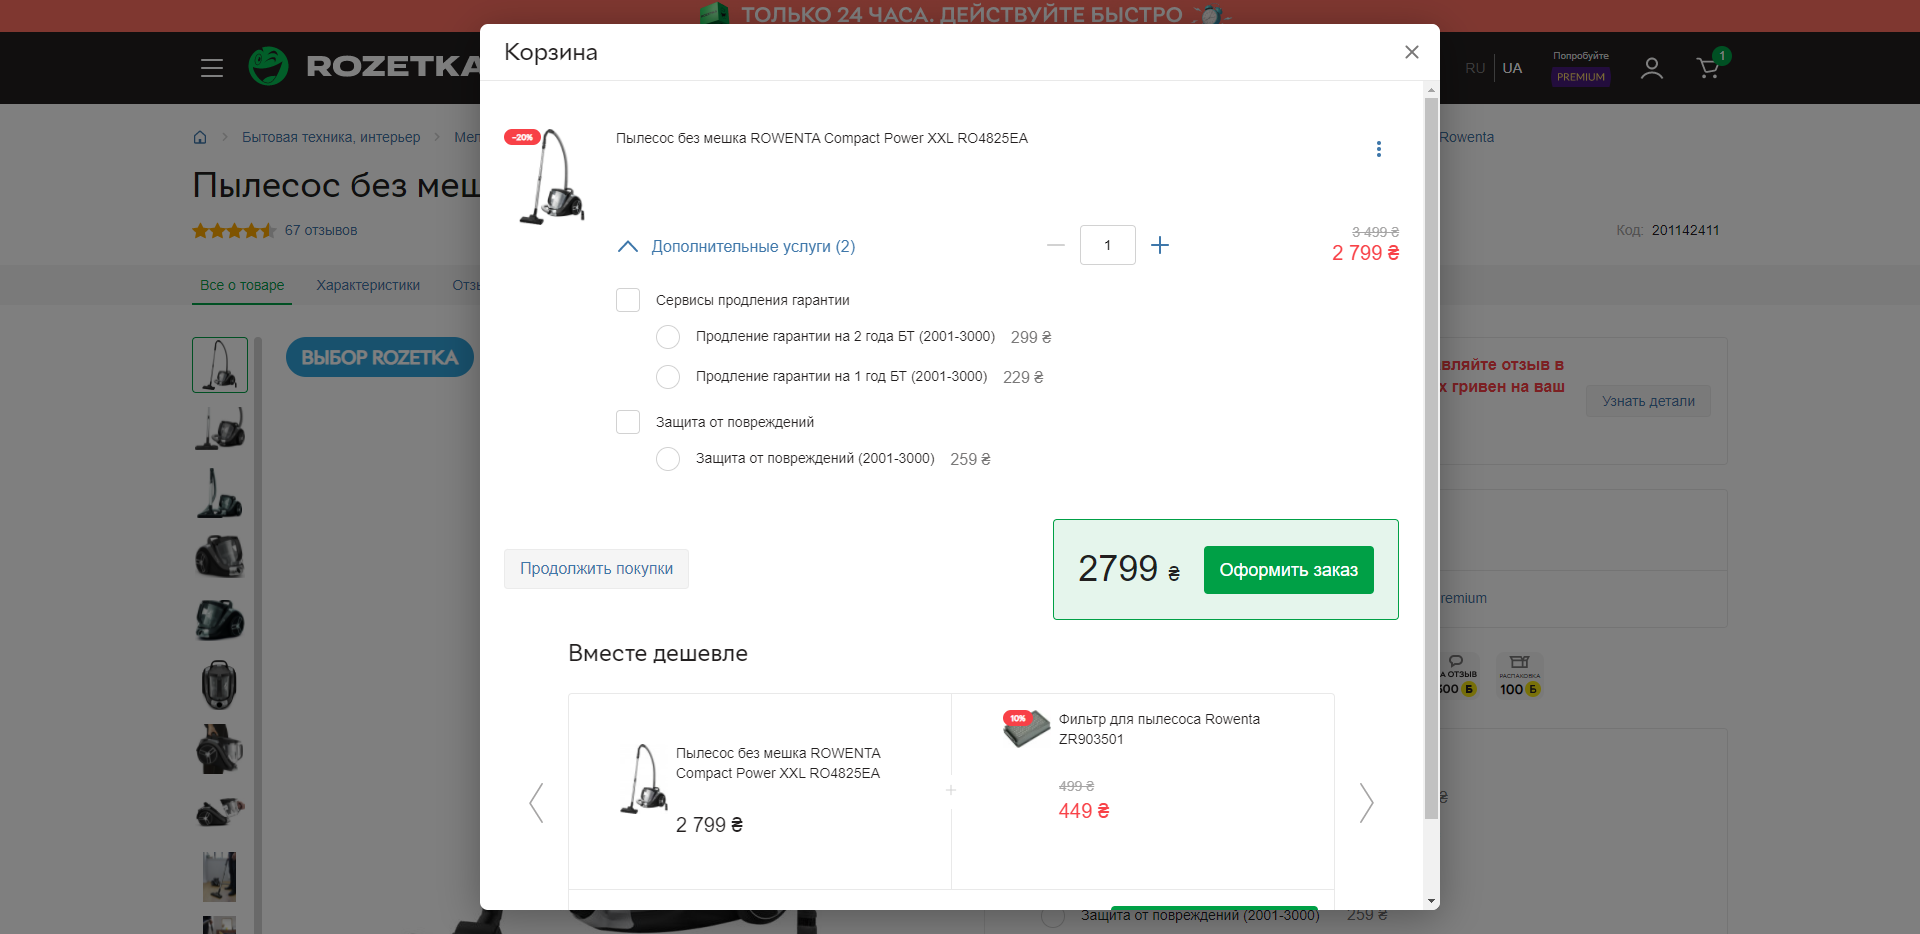 ТОЛЬКО 24 ЧАСА. ДЕЙСТВУЙТЕ БЫСТРО
ROZETKA
RU UA
Попробуйте
PREMIUM
1
Корзина
Бытовая техника, интерьер
Rowenta
Пылесос без
67 отзывов
Код: 201142411
Все о товаре
Характеристики
ВЫБОР ROZETKA
-20%
Пылесос без мешка ROWENTA Compact Power XXL RO4825EA
Дополнительные услуги (2)
1
3 499 ₴
2 799 ₴
Сервисы продления гарантии
Продление гарантии на 2 года БТ (2001-3000) 299 ₴
Продление гарантии на 1 год БТ (2001-3000) 229 ₴
Защита от повреждений
Защита от повреждений (2001-3000) 259 ₴
Продолжить покупки
2799 ₴
Оформить заказ
вляйте отзыв в
х гривен на ваш
Узнать детали
remium
А ОТЗЫВ
500 Б
РАСПАКОВКА
100 Б
Вместе дешевле
Пылесос без мешка ROWENTA
Compact Power XXL RO4825EA
2 799 ₴
10%
Фильтр для пылесоса Rowenta
ZR903501
499 ₴
449 ₴
₴
Защита от повреждений (2001-3000) 259 ₴